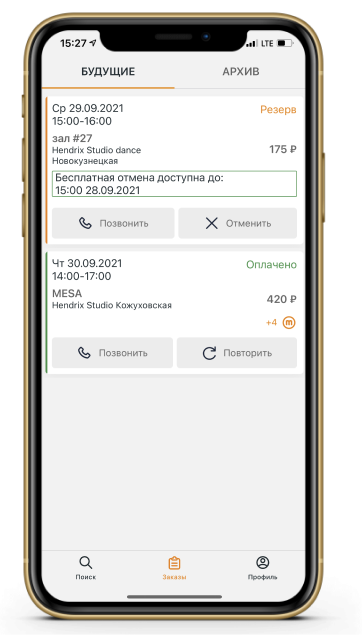 15:27
LTE
БУДУЩИЕ АРХИВ
Ср 29.09.2021 Резерв
15:00-16:00
зал #27
Hendrix Studio dance 175 ₽
Новокузнецкая
Бесплатная отмена доступна до:
15:00 28.09.2021
Позвонить Отменить
Чт 30.09.2021 Оплачено
14:00-17:00
MESA 420 ₽
Hendrix Studio Кожуховская
+4 m
Позвонить Повторить
Поиск Заказы Профиль